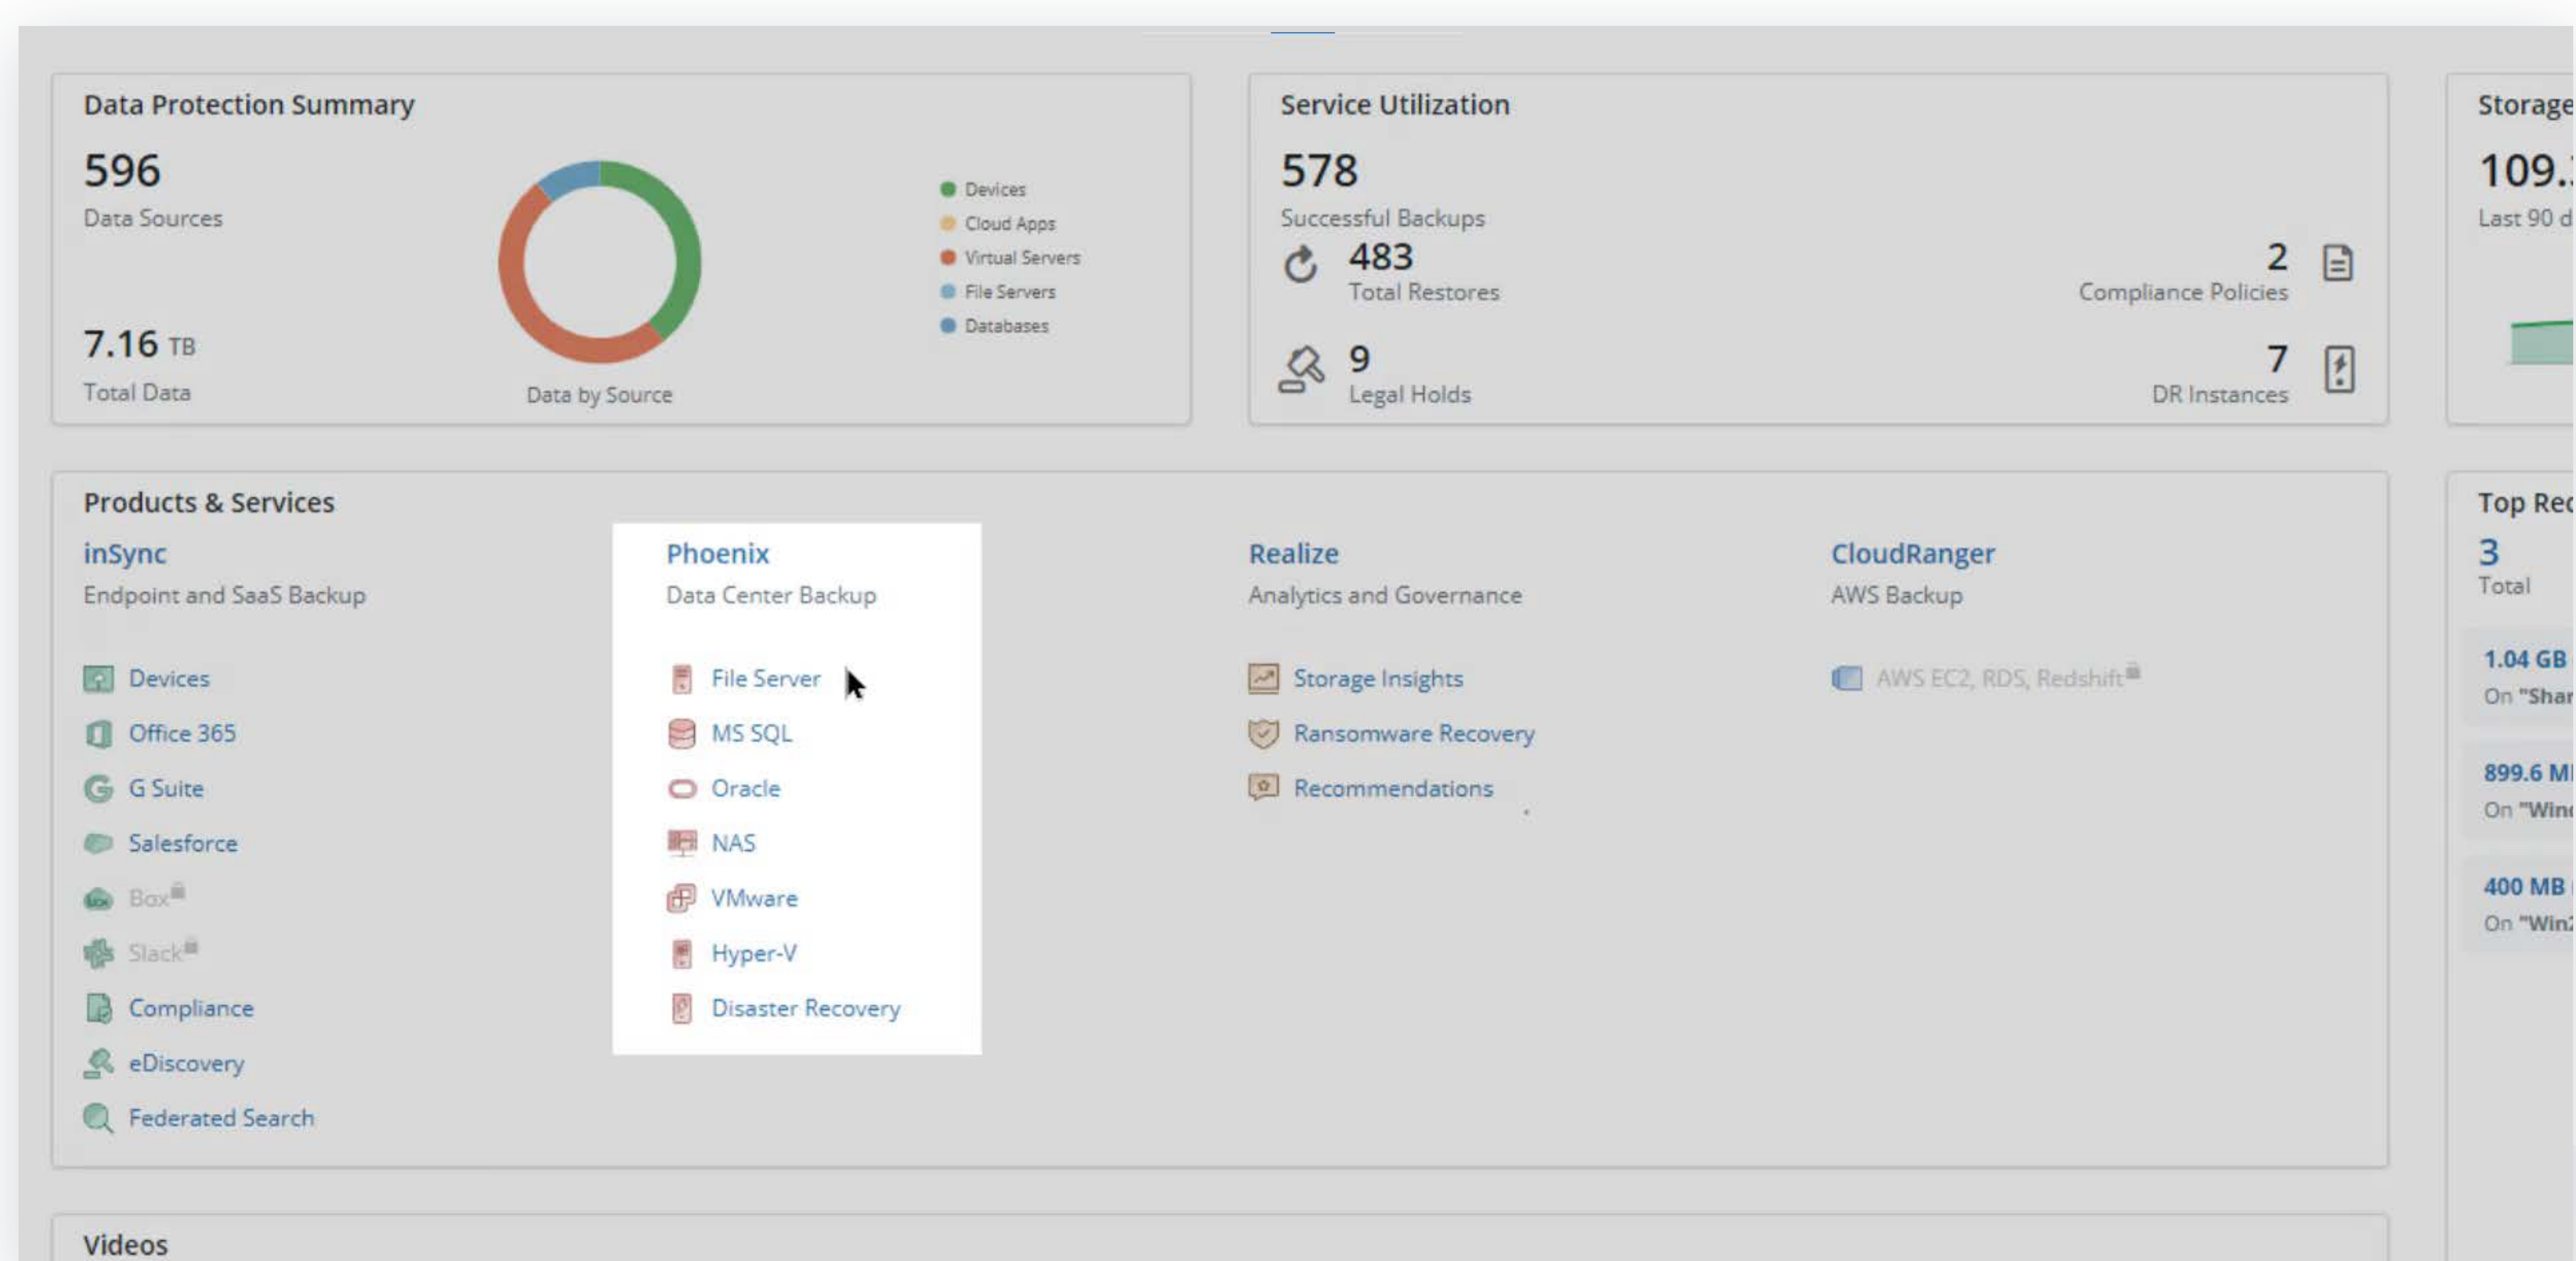 Data Protection Summary
596
Data Sources
7.16 TB
Total Data
Data by Source
Devices
Cloud Apps
Virtual Servers
File Servers
Databases
Service Utilization
578
Successful Backups
483
Total Restores
2
Compliance Policies
9
Legal Holds
7
DR Instances
Storage
109.
Last 90 d
Products & Services
inSync
Endpoint and SaaS Backup
Devices
Office 365
G Suite
Salesforce
Box
Slack
Compliance
eDiscovery
Federated Search
Phoenix
Data Center Backup
File Server
MS SQL
Oracle
NAS
VMware
Hyper-V
Disaster Recovery
Realize
Analytics and Governance
Storage Insights
Ransomware Recovery
Recommendations
CloudRanger
AWS Backup
AWS EC2, RDS, Redshift
Top Rec
3
Total
1.04 GB
On "Shar
899.6 M
On "Win
400 MB
On "Win
Videos